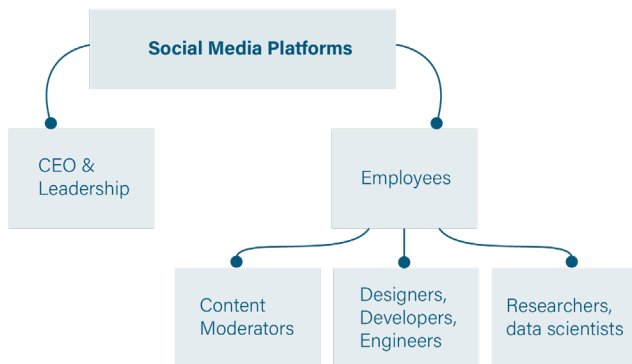 Social Media Platforms
CEO &
Leadership
Employees
Content
Moderators
Designers,
Developers,
Engineers
Researchers,
data scientists